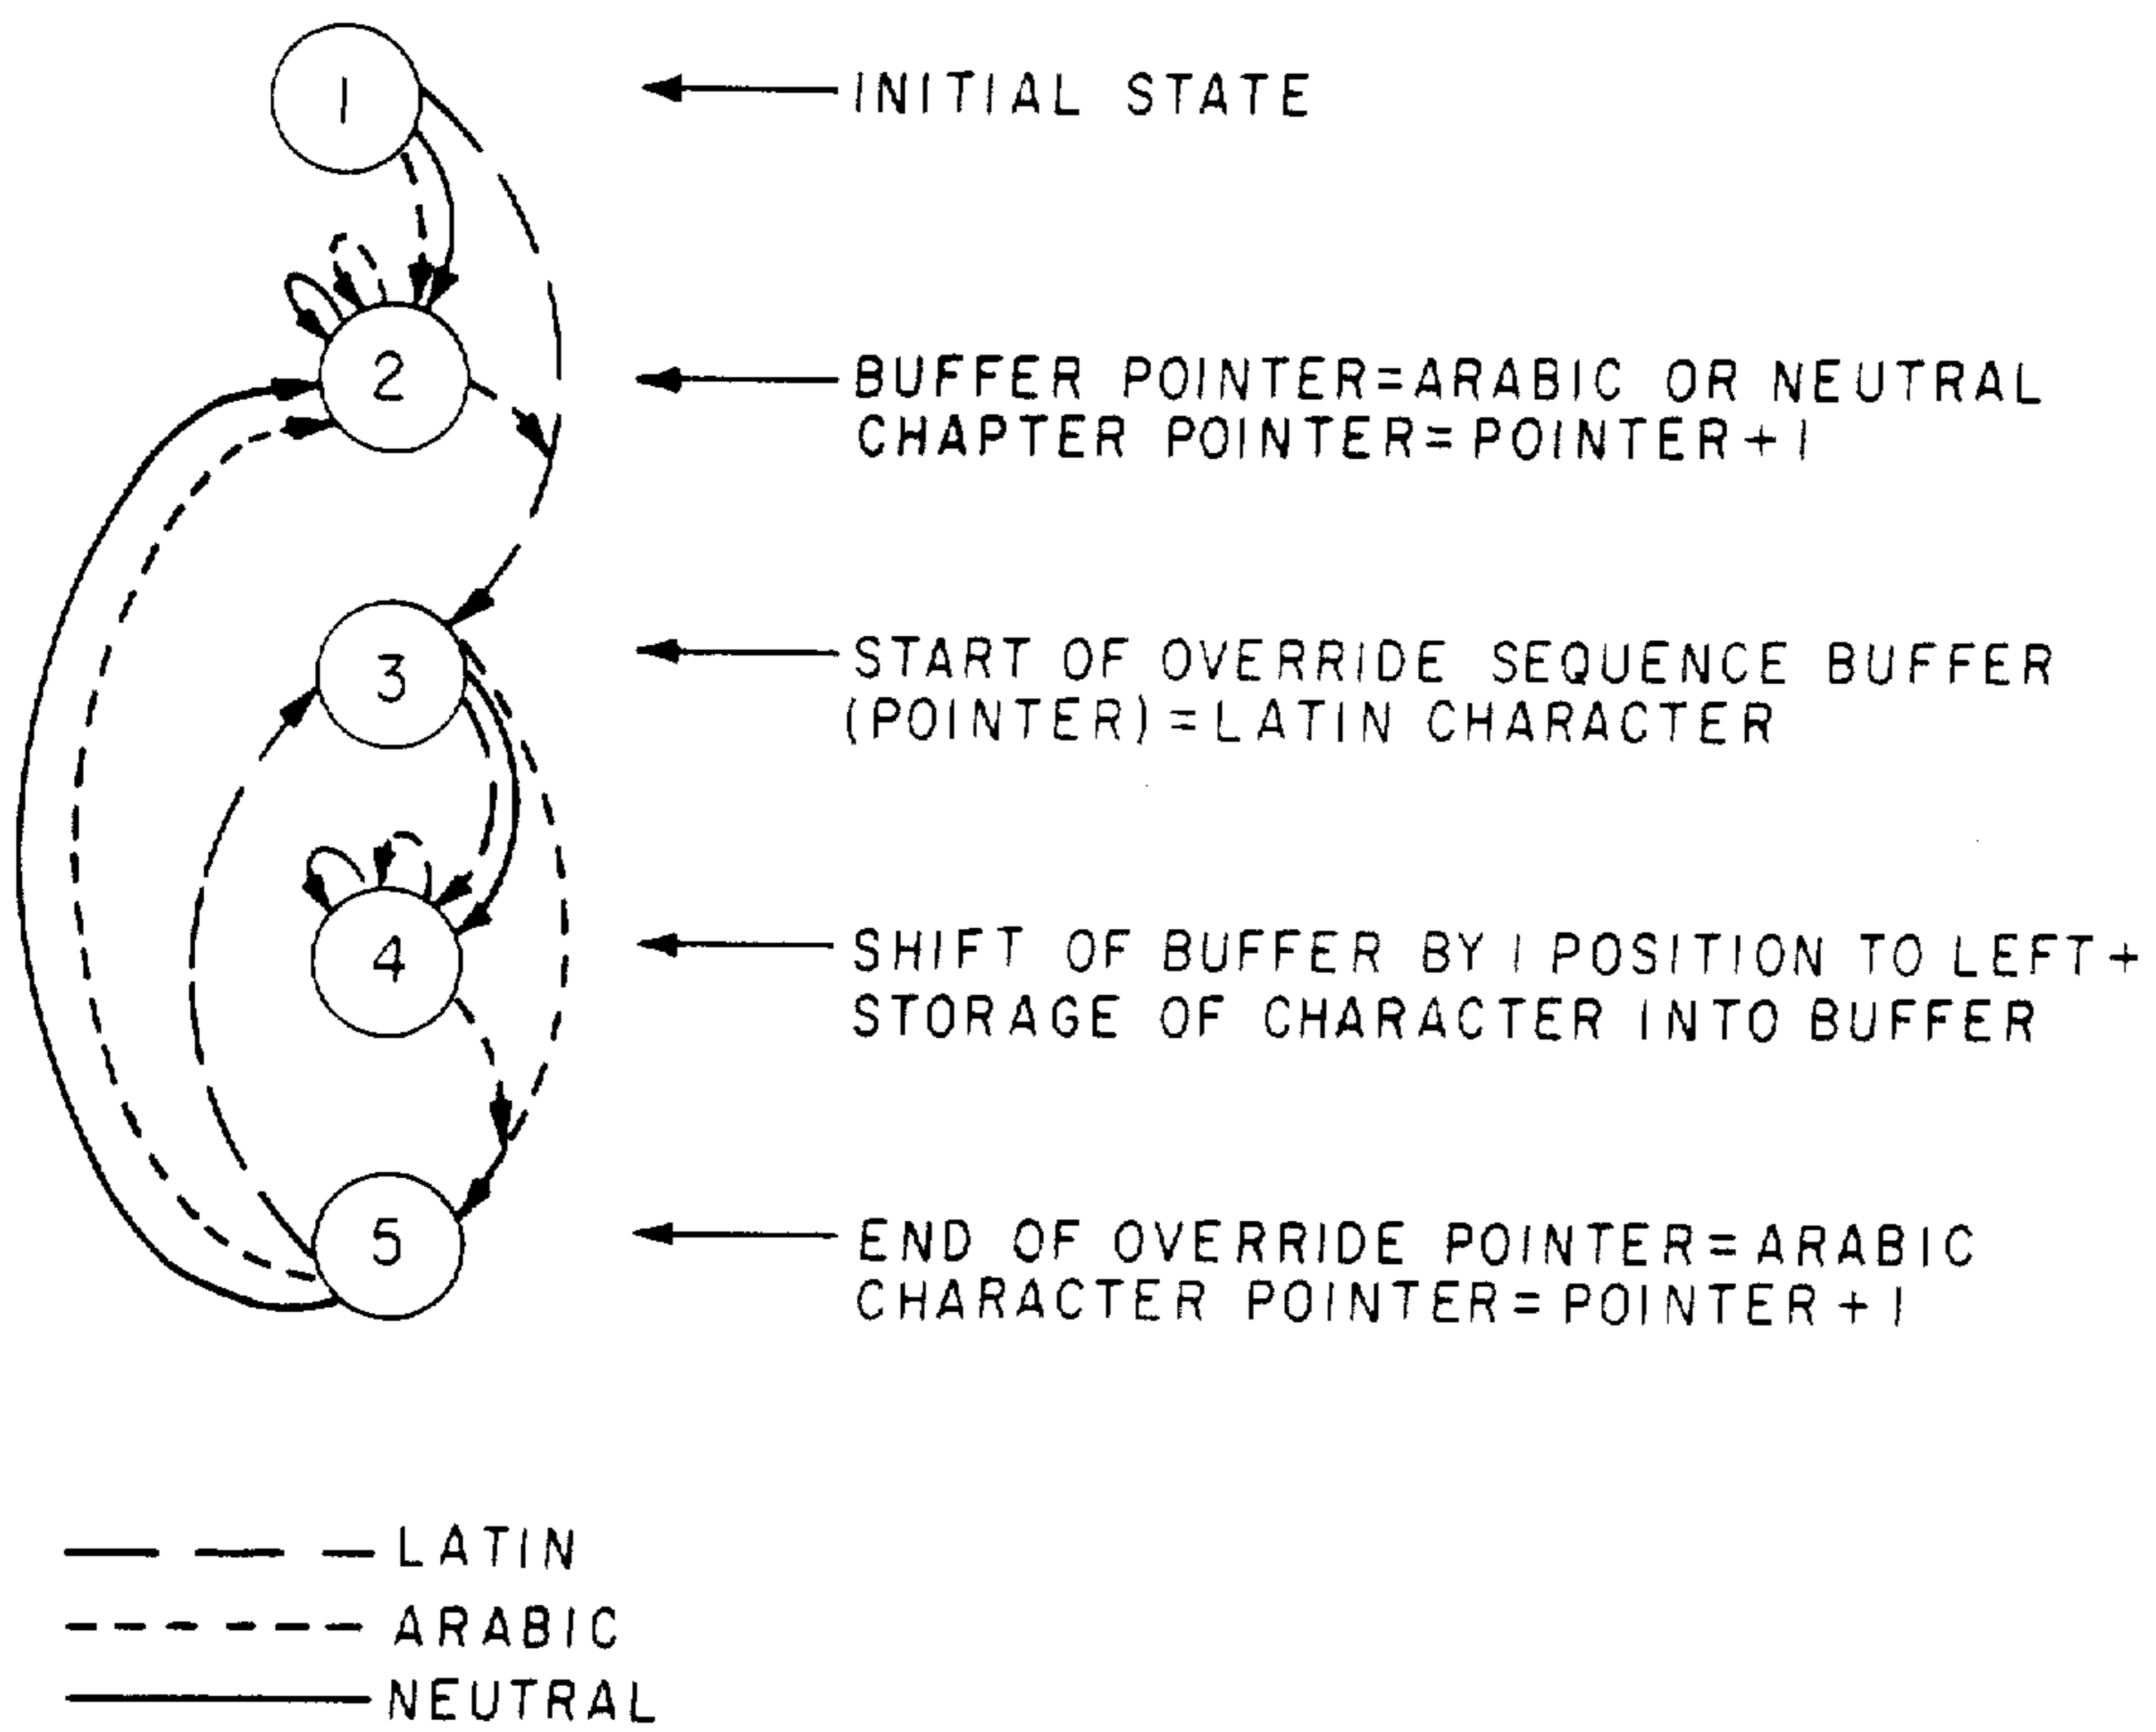 1
INITIAL STATE
2
BUFFER POINTER=ARABIC OR NEUTRAL
CHAPTER POINTER=POINTER+1
3
START OF OVERRIDE SEQUENCE BUFFER
(POINTER)=LATIN CHARACTER
4
SHIFT OF BUFFER BY 1 POSITION TO LEFT+
STORAGE OF CHARACTER INTO BUFFER
5
END OF OVERRIDE POINTER=ARABIC
CHARACTER POINTER=POINTER+1
LATIN
ARABIC
NEUTRAL